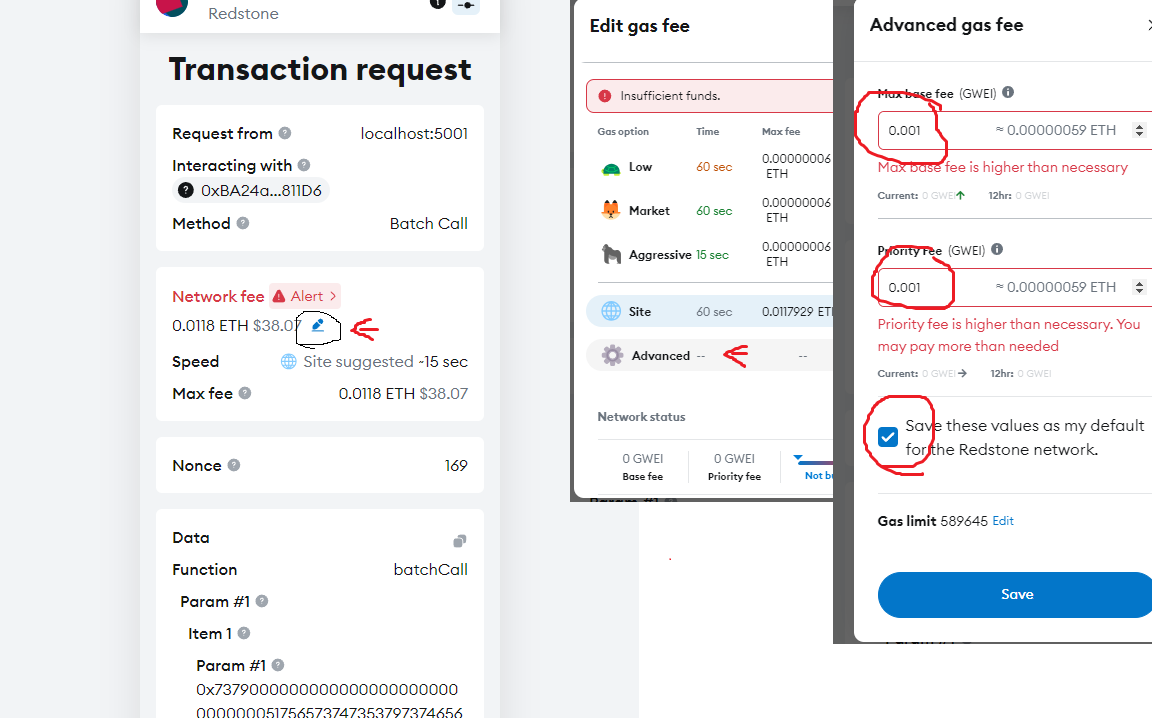 Redstone
Transaction request
Request from localhost:5001
Interacting with
0xBA24a...811D6
Method Batch Call
Network fee Alert >
0.0118 ETH $38.07
Speed Site suggested ~15 sec
Max fee 0.0118 ETH $38.07
Nonce 169
Data
Function batchCall
Param #1
Item 1
Param #1
Edit gas fee
Insufficient funds.
Gas option Time Max fee
Low 60 sec 0.00000006 ETH
Market 60 sec 0.00000006 ETH
Aggressive 15 sec 0.00000006 ETH
Site 60 sec 0.0117929 ETH
Advanced -- --
Network status
0 GWEI 0 GWEI
Base fee Priority fee
Advanced gas fee
Max base fee (GWEI)
0.001 ≈ 0.00000059 ETH
Max base fee is higher than necessary
Current: 0 GWEI 12hr: 0 GWEI
Priority Fee (GWEI)
0.001 ≈ 0.00000059 ETH
Priority fee is higher than necessary. You
may pay more than needed
Current: 0 GWEI 12hr: 0 GWEI
Save these values as my default
for the Redstone network.
Gas limit 589645 Edit
Save